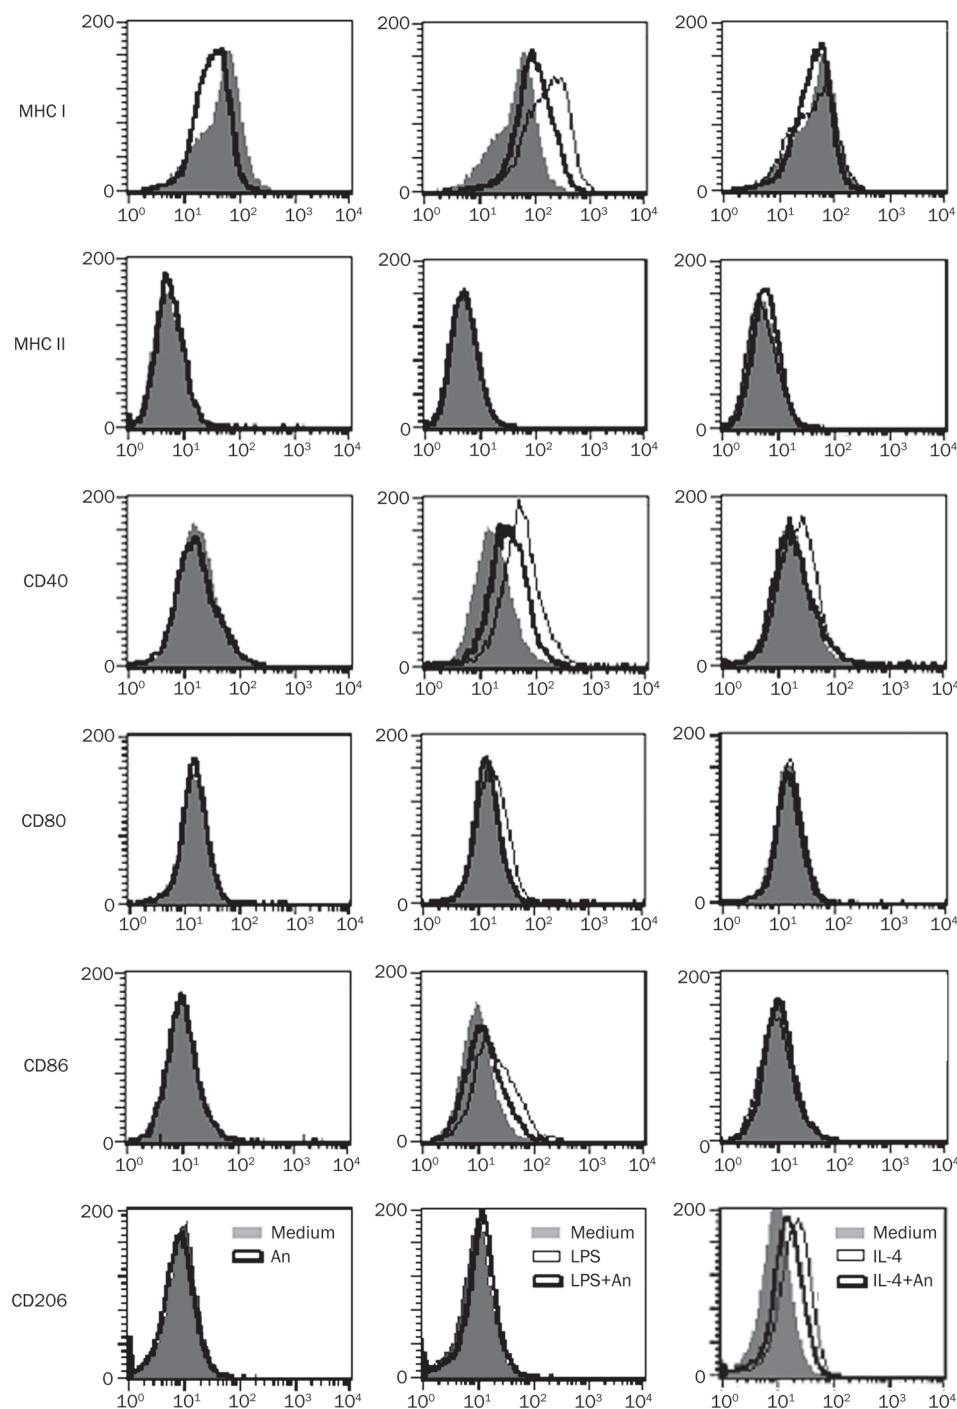 200 200 200
MHC I
0 0 0
10⁰ 10¹ 10² 10³ 10⁴ 10⁰ 10¹ 10² 10³ 10⁴ 10⁰ 10¹ 10² 10³ 10⁴
200 200 200
MHC II
0 0 0
10⁰ 10¹ 10² 10³ 10⁴ 10⁰ 10¹ 10² 10³ 10⁴ 10⁰ 10¹ 10² 10³ 10⁴
200 200 200
CD40
0 0 0
10⁰ 10¹ 10² 10³ 10⁴ 10⁰ 10¹ 10² 10³ 10⁴ 10⁰ 10¹ 10² 10³ 10⁴
200 200 200
CD80
0 0 0
10⁰ 10¹ 10² 10³ 10⁴ 10⁰ 10¹ 10² 10³ 10⁴ 10⁰ 10¹ 10² 10³ 10⁴
200 200 200
CD86
0 0 0
10⁰ 10¹ 10² 10³ 10⁴ 10⁰ 10¹ 10² 10³ 10⁴ 10⁰ 10¹ 10² 10³ 10⁴
200 200 200
Medium Medium Medium
An LPS IL-4
LPS+An IL-4+An
CD206
0 0 0
10⁰ 10¹ 10² 10³ 10⁴ 10⁰ 10¹ 10² 10³ 10⁴ 10⁰ 10¹ 10² 10³ 10⁴